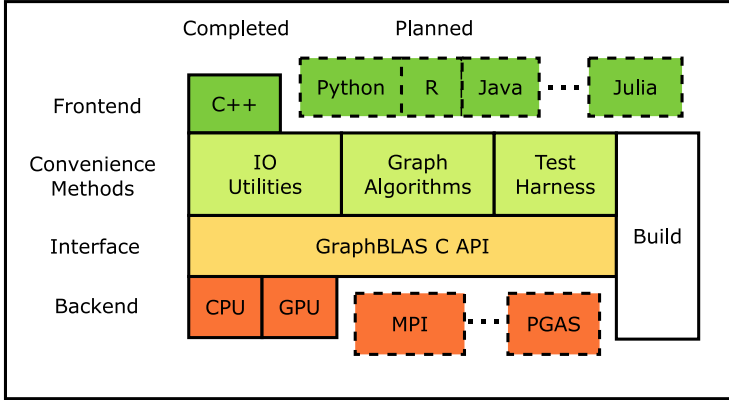 Completed
Planned
Frontend
C++
Python
R
Java
Julia
Convenience
Methods
IO
Utilities
Graph
Algorithms
Test
Harness
Build
Interface
GraphBLAS C API
Backend
CPU
GPU
MPI
PGAS